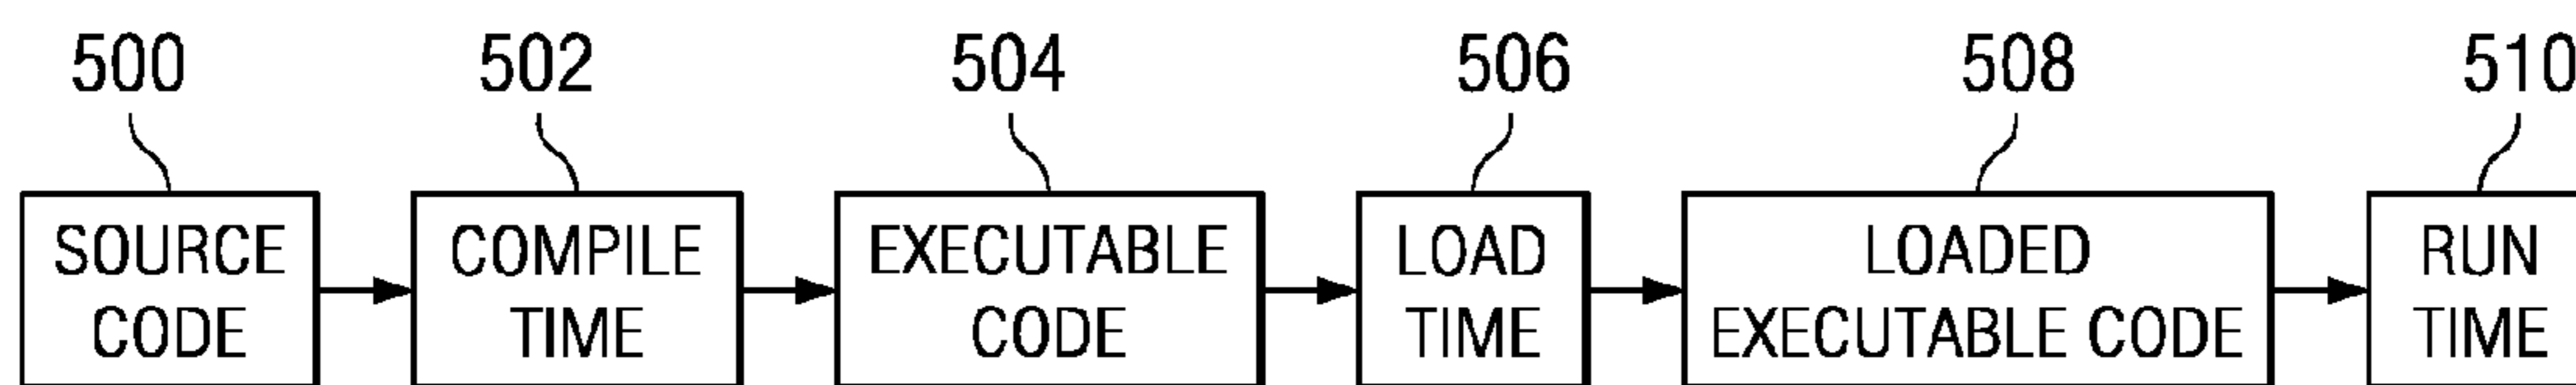 500 502 504 506 508 510
SOURCE COMPILE EXECUTABLE LOAD LOADED RUN
CODE TIME CODE TIME EXECUTABLE CODE TIME